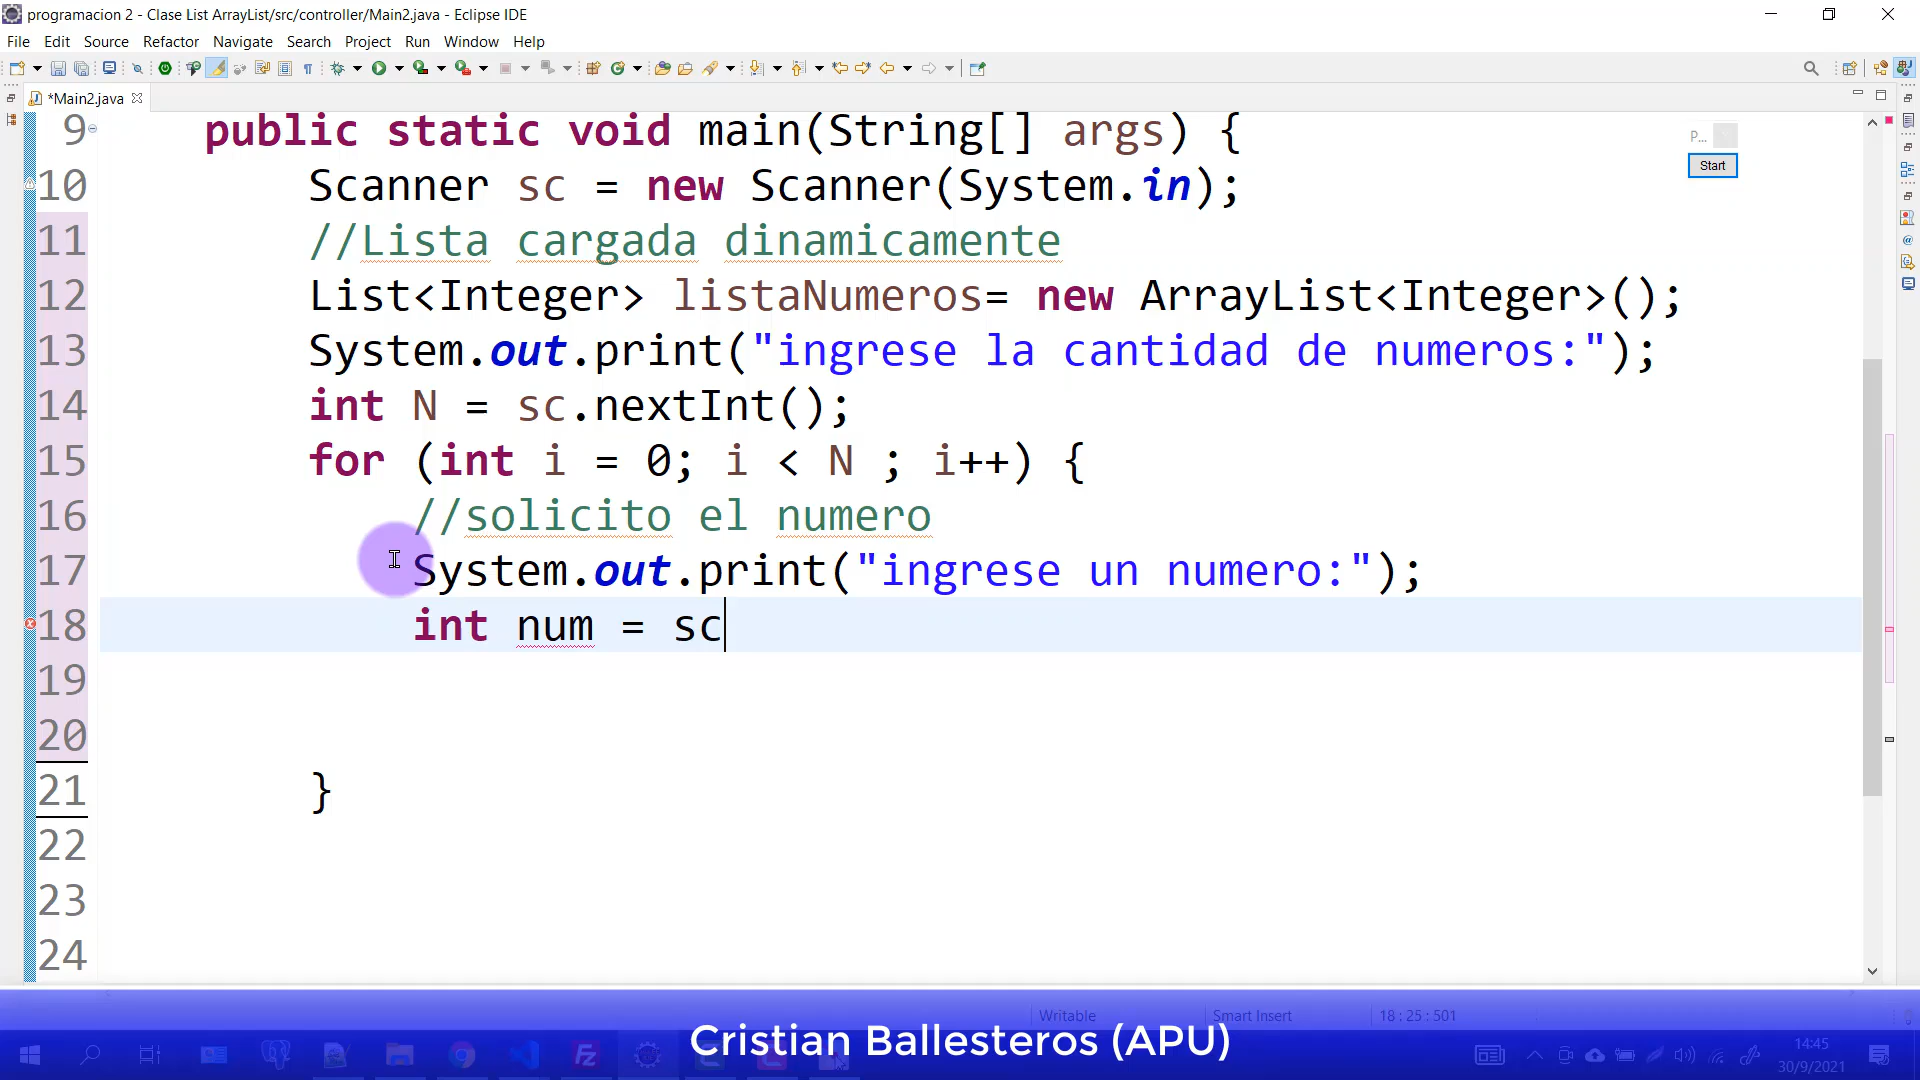 programacion 2 - Clase List ArrayList/src/controller/Main2.java - Eclipse IDE
File Edit Source Refactor Navigate Search Project Run Window Help
*Main2.java
9 public static void main(String[] args) {
10 Scanner sc = new Scanner(System.in);
11 //Lista cargada dinamicamente
12 List<Integer> listaNumeros= new ArrayList<Integer>();
13 System.out.print("ingrese la cantidad de numeros:");
14 int N = sc.nextInt();
15 for (int i = 0; i < N ; i++) {
16 //solicito el numero
17 System.out.print("ingrese un numero:");
18 int num = sc
19
20
21 }
22
23
24
P...
Start
Writable Smart Insert 18 : 25 : 501
Cristian Ballesteros (APU)
14:45
30/9/2021